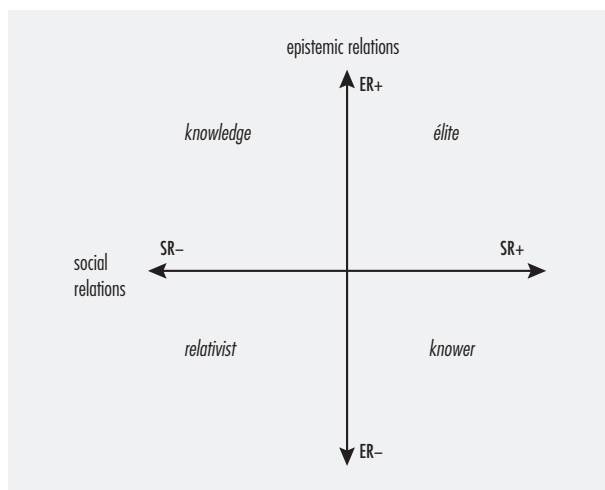 epistemic relations
ER+
knowledge
élite
SR–
SR+
social
relations
relativist
knower
ER–